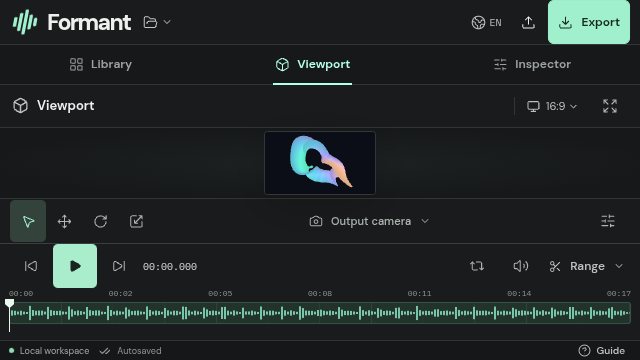 Formant
EN
Export
Library
Viewport
Inspector
Viewport
16:9
Output camera
00:00.000
Range
00:00 00:02 00:05 00:08 00:11 00:14 00:17
Local workspace
Autosaved
Guide